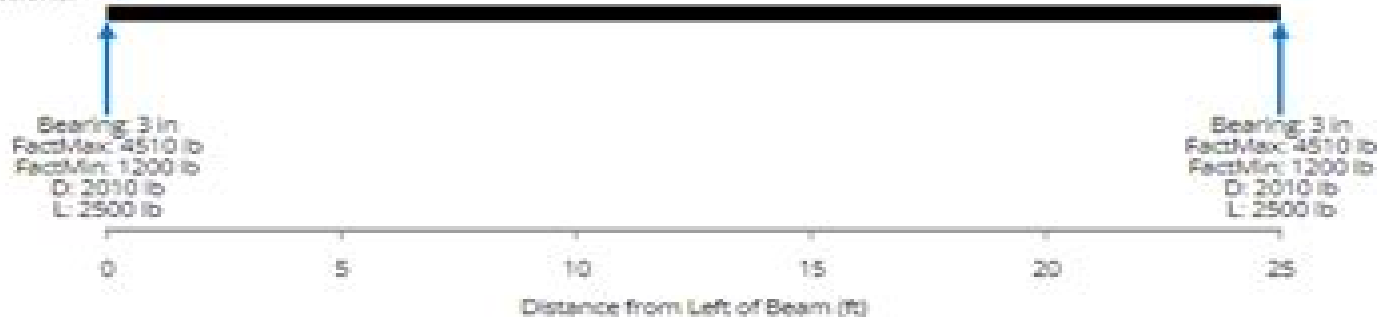 Bearing: 3 in
FactMax: 4510 lb
FactMin: 1200 lb
D: 2010 lb
L: 2500 lb
Bearing: 3 in
FactMax: 4510 lb
FactMin: 1200 lb
D: 2010 lb
L: 2500 lb
0 5 10 15 20 25
Distance from Left of Beam (ft)